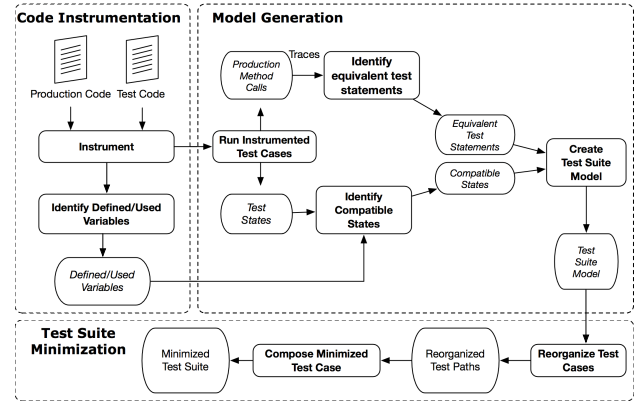 Code Instrumentation
Production Code
Test Code
Instrument
Identify Defined/Used
Variables
Defined/Used
Variables
Model Generation
Production
Method
Calls
Traces
Identify
equivalent test
statements
Run Instrumented
Test Cases
Equivalent
Test
Statements
Test
States
Identify
Compatible
States
Compatible
States
Create
Test Suite
Model
Test
Suite
Model
Test Suite
Minimization
Minimized
Test Suite
Compose Minimized
Test Case
Reorganized
Test Paths
Reorganize Test
Cases